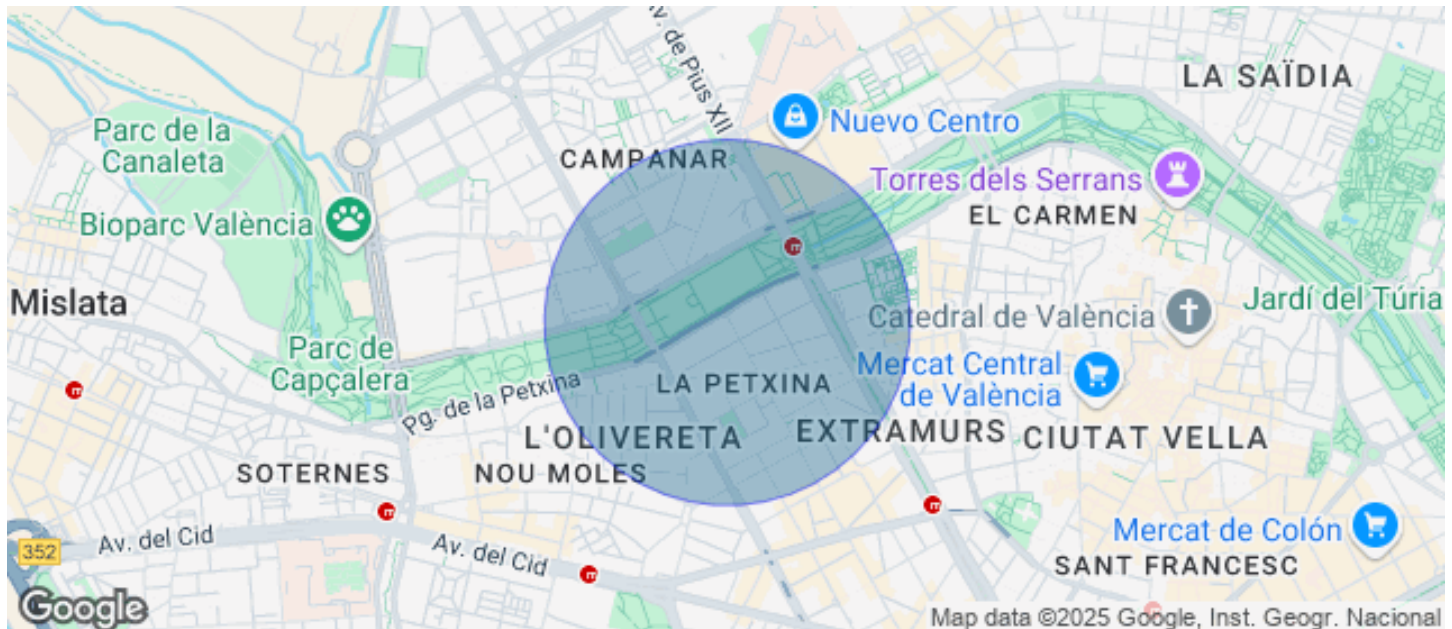 Av. de Pius XII
LA SAÏDIA
Parc de la
Canaleta
Nuevo Centro
CAMPANAR
Torres dels Serrans
Bioparc València
EL CARMEN
Mislata
Catedral de València
Jardí del Túria
Parc de
Capçalera
Mercat Central
de València
LA PETXINA
Pg. de la Petxina
L'OLIVERETA
EXTRAMURS
CIUTAT VELLA
SOTERNES
NOU MOLES
Mercat de Colón
Av. del Cid
352
Av. del Cid
SANT FRANCESC
Google
Map data ©2025 Google, Inst. Geogr. Nacional